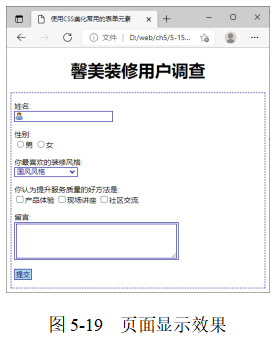 使用CSS美化常用的表单元素
文件 D:/web/ch5/5-15...
馨美装修用户调查
姓名:
性别:
男 女
你最喜欢的装修风格:
国风风格
你认为提升服务质量的好方法是:
产品体验 现场讲座 社区交流
留言:
提交
图 5-19 页面显示效果